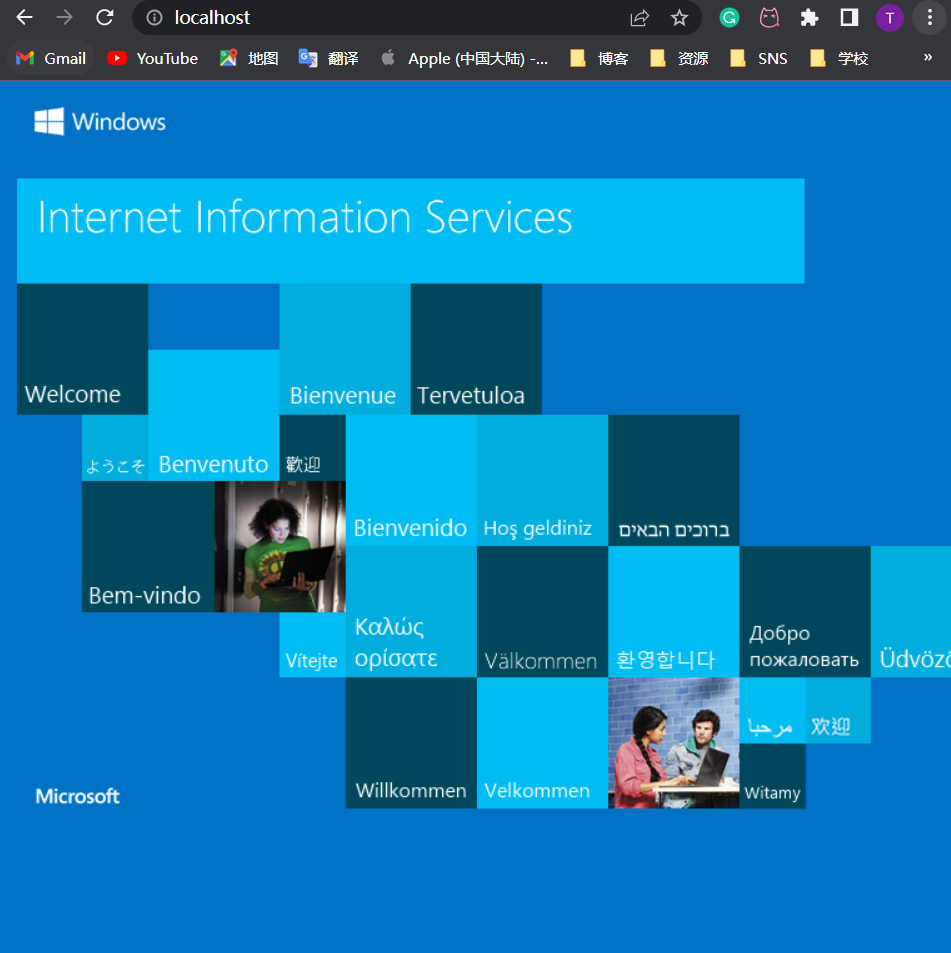 localhost
T
Gmail
YouTube
地图
翻译
Apple (中国大陆) -...
博客
资源
SNS
学校
»
Windows
Internet Information Services
Welcome
Bienvenue
Tervetuloa
ようこそ
Benvenuto
歡迎
Bienvenido
Hoş geldiniz
ברוכים הבאים
Bem-vindo
Vítejte
Καλώς
ορίσατε
Välkommen
환영합니다
Добро
пожаловать
Üdvözö
مرحبا
欢迎
Willkommen
Velkommen
Witamy
Microsoft